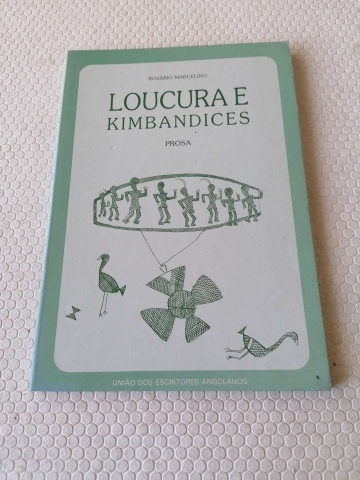 ROSÁRIO MARCELINO
LOUCURA E
KIMBANDICES
PROSA
UNIÃO DOS ESCRITORES ANGOLANOS